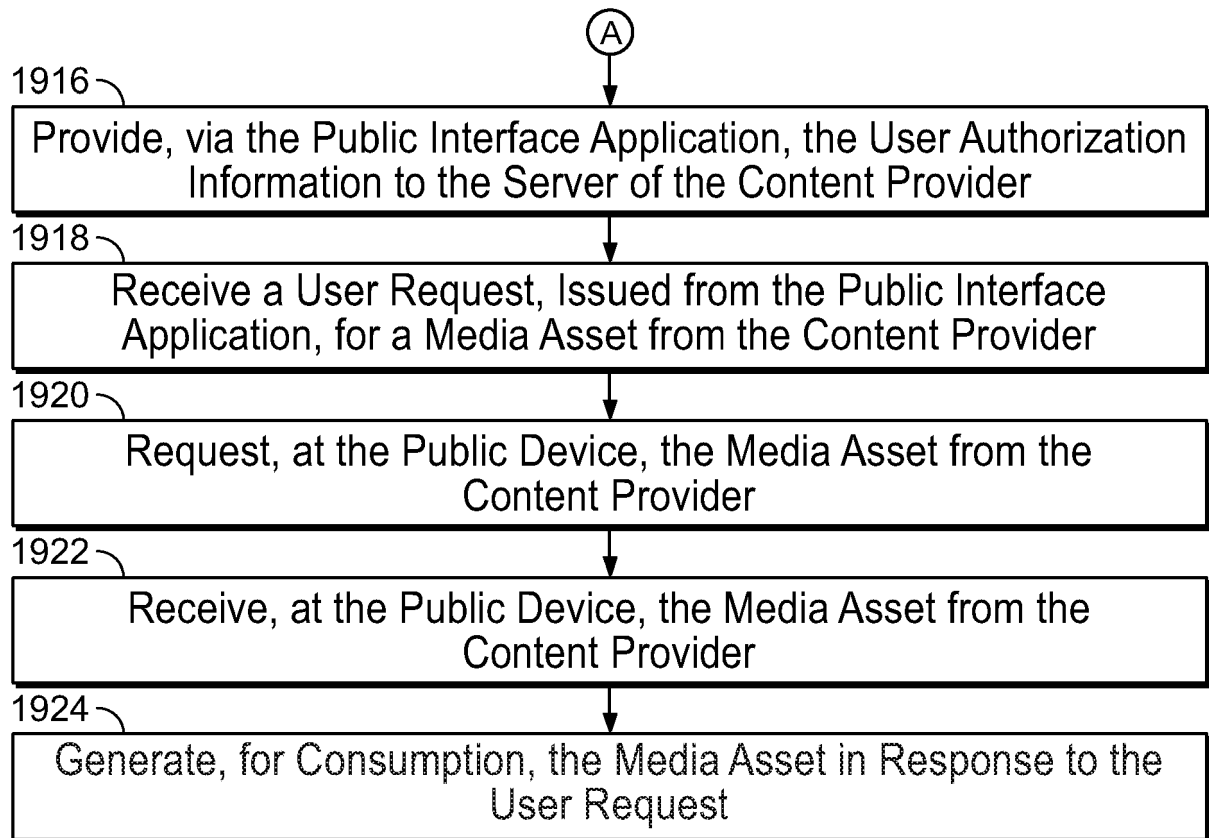 A
1916
Provide, via the Public Interface Application, the User Authorization
Information to the Server of the Content Provider
1918
Receive a User Request, Issued from the Public Interface
Application, for a Media Asset from the Content Provider
1920
Request, at the Public Device, the Media Asset from the
Content Provider
1922
Receive, at the Public Device, the Media Asset from the
Content Provider
1924
Generate, for Consumption, the Media Asset in Response to the
User Request